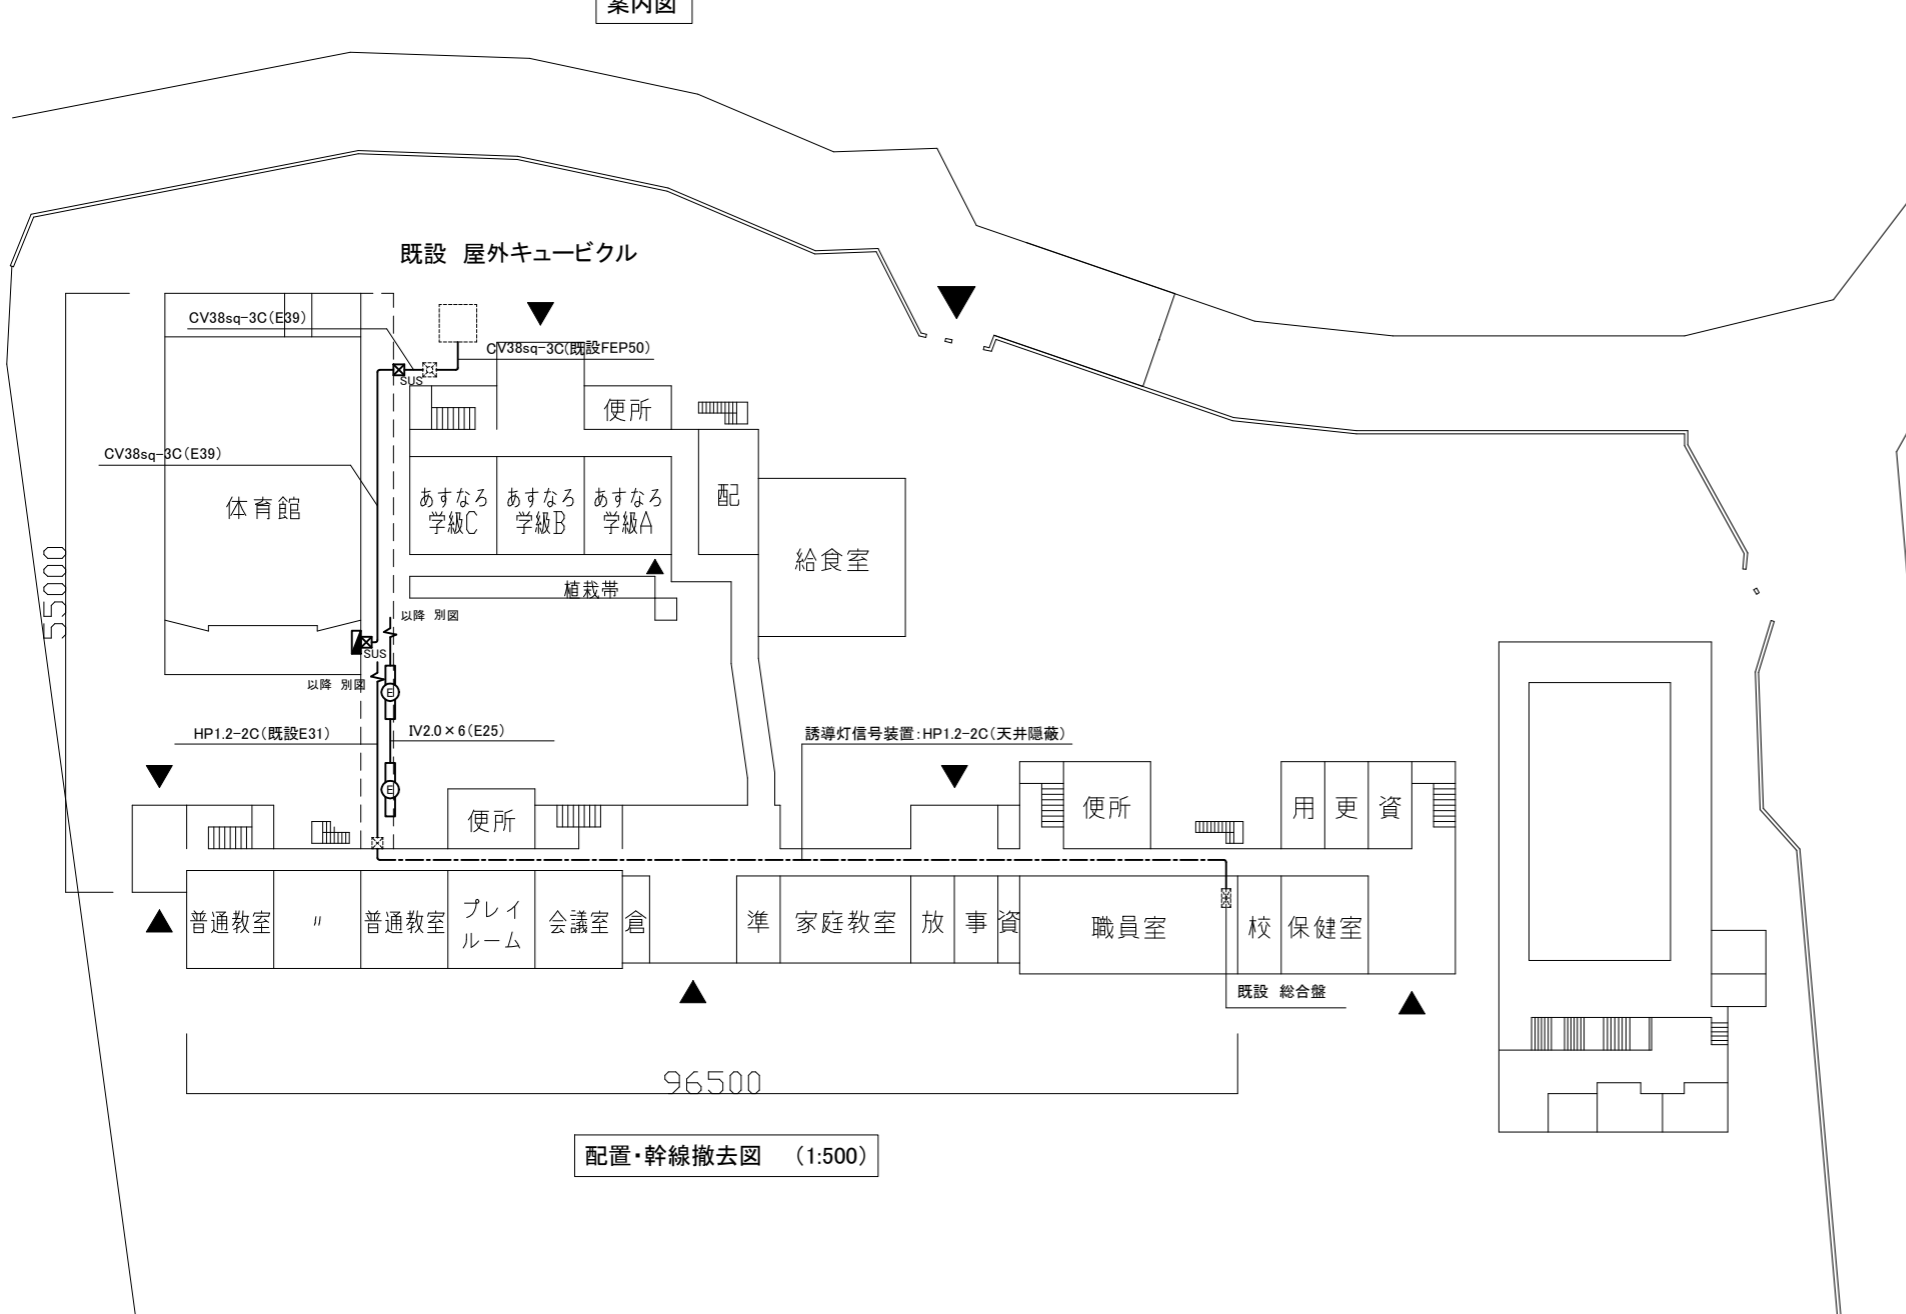 案内図
既設 屋外キュービクル
CV38sq-3C(E39)
CV38sq-3C(既設FEP50)
SUS
便所
CV38sq-3C(E39)
体育館
あすなろ
学級C
あすなろ
学級B
あすなろ
学級A
配
給食室
植栽帯
55000
以降 別図
SUS
以降 別図
E
HP1.2-2C(既設E31)
IV2.0×6(E25)
誘導灯信号装置:HP1.2-2C(天井隠蔽)
E
便所
便所
用
更
資
普通教室
〃
普通教室
プレイ
ルーム
会議室
倉
準
家庭教室
放
事
資
職員室
校
保健室
既設 総合盤
96500
配置・幹線撤去図 (1:500)